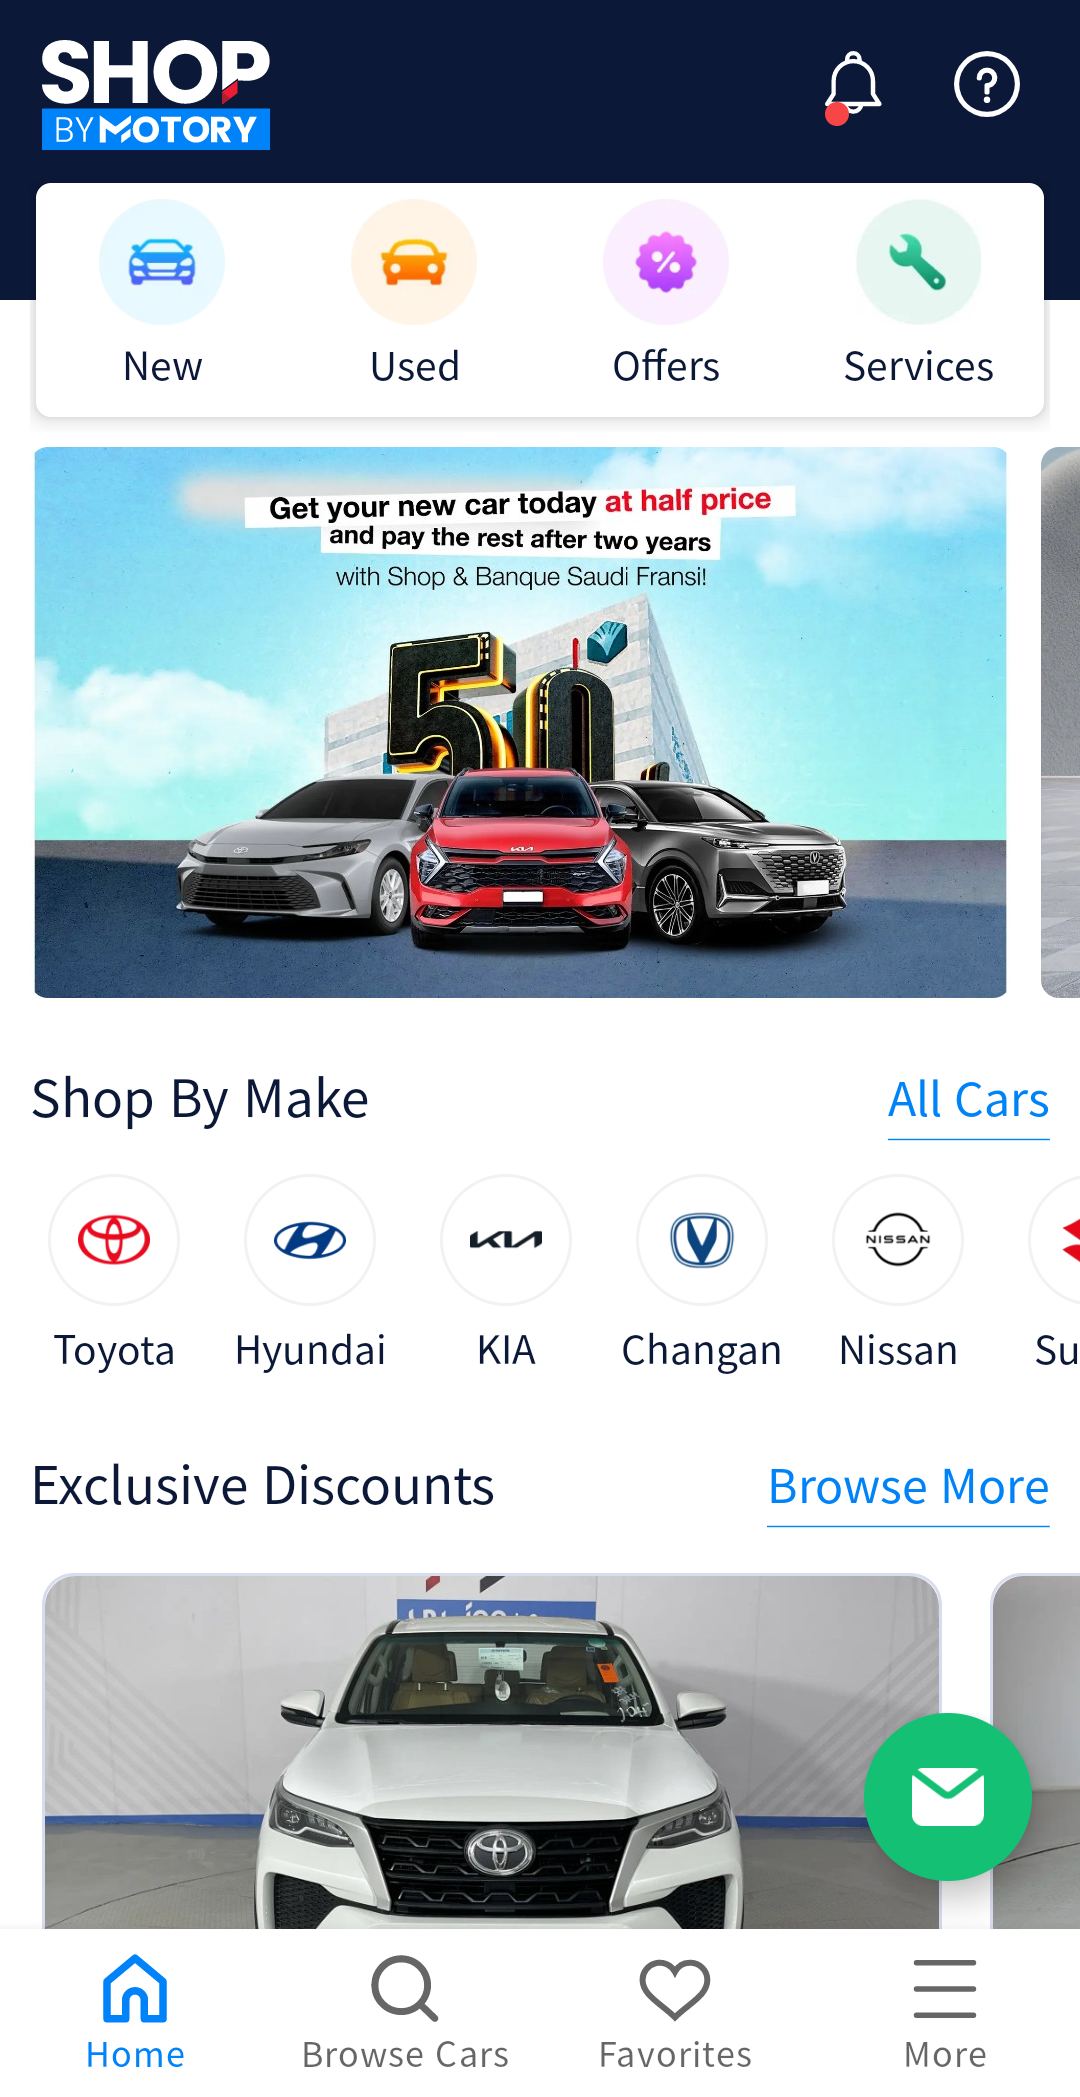 SHOP
BY MOTORY
New
Used
Offers
Services
Get your new car today at half price
and pay the rest after two years
with Shop & Banque Saudi Fransi!
50
Shop By Make
All Cars
NISSAN
Toyota
Hyundai
KIA
Changan
Nissan
Su
Exclusive Discounts
Browse More
Home
Browse Cars
Favorites
More